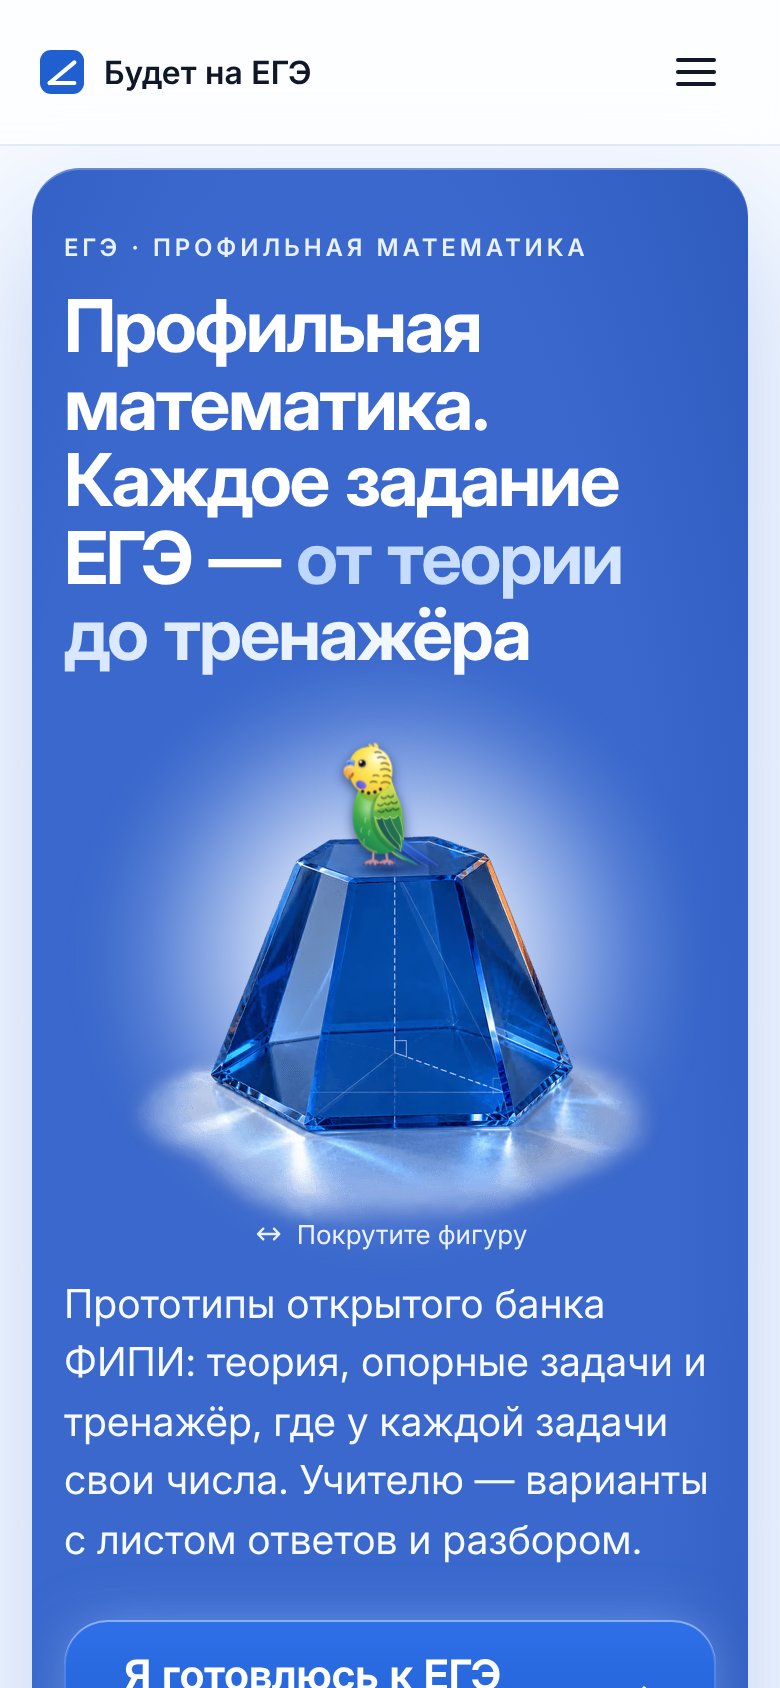 Будет на ЕГЭ
ЕГЭ · ПРОФИЛЬНАЯ МАТЕМАТИКА
Профильная
математика.
Каждое задание
ЕГЭ — от теории
до тренажёра
↔ Покрутите фигуру
Прототипы открытого банка
ФИПИ: теория, опорные задачи и
тренажёр, где у каждой задачи
свои числа. Учителю — варианты
с листом ответов и разбором.
Я готовлюсь к ЕГЭ